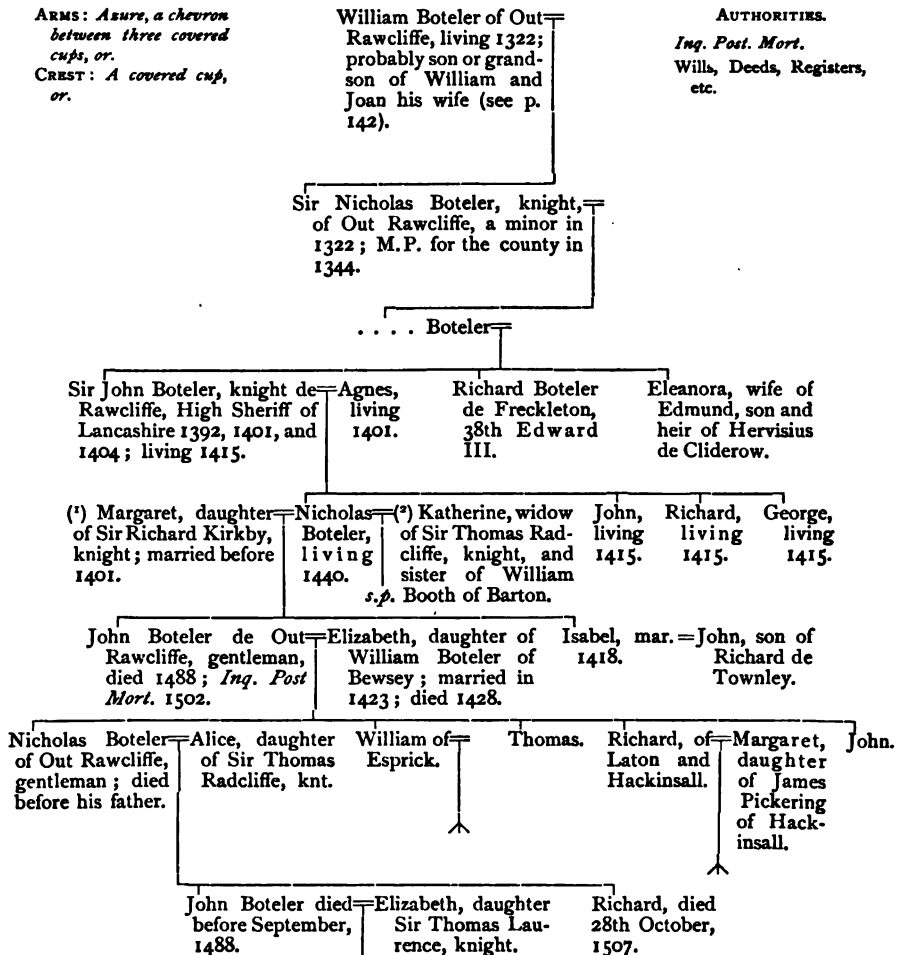 ARMS: Azure, a chevron
between three covered
cups, or.
CREST: A covered cup,
or.
William Boteler of Out
Rawcliffe, living 1322;
probably son or grand-
son of William and
Joan his wife (see p.
142).
AUTHORITIES.
Inq. Post. Mort.
Wills, Deeds, Registers,
etc.
Sir Nicholas Boteler, knight,
of Out Rawcliffe, a minor in
1322; M.P. for the county in
1344.
. . . . Boteler
Sir John Boteler, knight de
Rawcliffe, High Sheriff of
Lancashire 1392, 1401, and
1404; living 1415.
Agnes,
living
1401.
Richard Boteler
de Freckleton,
38th Edward
III.
Eleanora, wife of
Edmund, son and
heir of Hervisius
de Cliderow.
(1) Margaret, daughter
of Sir Richard Kirkby,
knight; married before
1401.
Nicholas
Boteler,
living
1440.
(2) Katherine, widow
of Sir Thomas Rad-
cliffe, knight, and
sister of William
Booth of Barton.
s.p.
John,
living
1415.
Richard,
living
1415.
George,
living
1415.
John Boteler de Out
Rawcliffe, gentleman,
died 1488; Inq. Post
Mort. 1502.
Elizabeth, daughter of
William Boteler of
Bewsey; married in
1423; died 1428.
Isabel, mar.
1418.
John, son of
Richard de
Townley.
Nicholas Boteler
of Out Rawcliffe,
gentleman; died
before his father.
Alice, daughter
of Sir Thomas
Radcliffe, knt.
William of
Esprick.
Thomas.
Richard, of
Laton and
Hackinsall.
Margaret,
daughter
of James
Pickering
of Hack-
insall.
John.
John Boteler died
before September,
1488.
Elizabeth, daughter
Sir Thomas Lau-
rence, knight.
Richard, died
28th October,
1507.